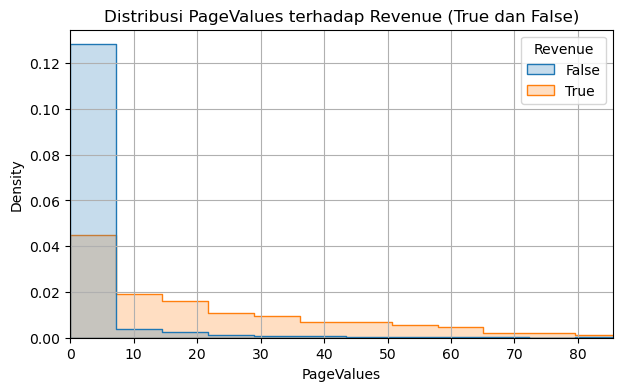 Distribusi PageValues terhadap Revenue (True dan False)
Revenue
False
True
0.12
0.10
0.08
0.06
0.04
0.02
0.00
Density
0 10 20 30 40 50 60 70 80
PageValues